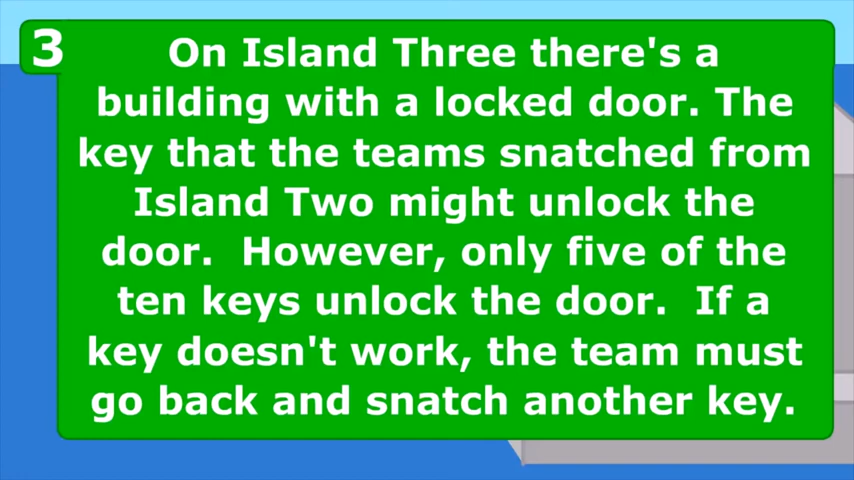 3
On Island Three there's a
building with a locked door. The
key that the teams snatched from
Island Two might unlock the
door.  However, only five of the
ten keys unlock the door.  If a
key doesn't work, the team must
go back and snatch another key.